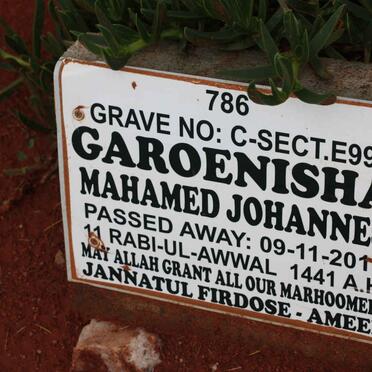 786
GRAVE NO: C-SECT.E99
GAROENISHA
MAHAMED JOHANNE
PASSED AWAY: 09-11-201
11 RABI-UL-AWWAL 1441 A.H
MAY ALLAH GRANT ALL OUR MARHOOMEE
JANNATUL FIRDOSE - AMEE